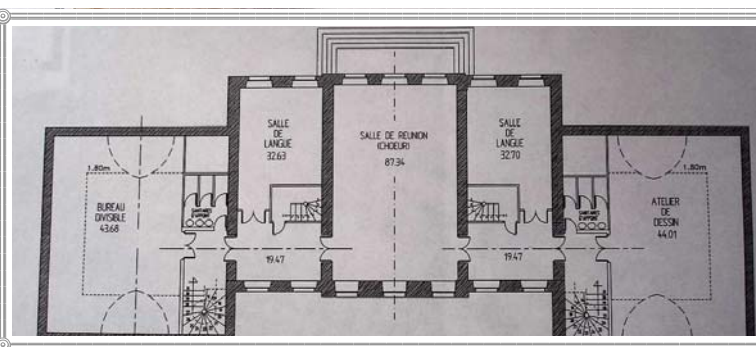 SALLE
DE
LANGUE
32.63
SALLE DE REUNION
(CHOEUR)
87.34
SALLE
DE
LANGUE
32.70
1.80m
1.80m
BUREAU
DIVISIBLE
43.68
ATELIER
DE
DESSIN
44.01
19.47
19.47